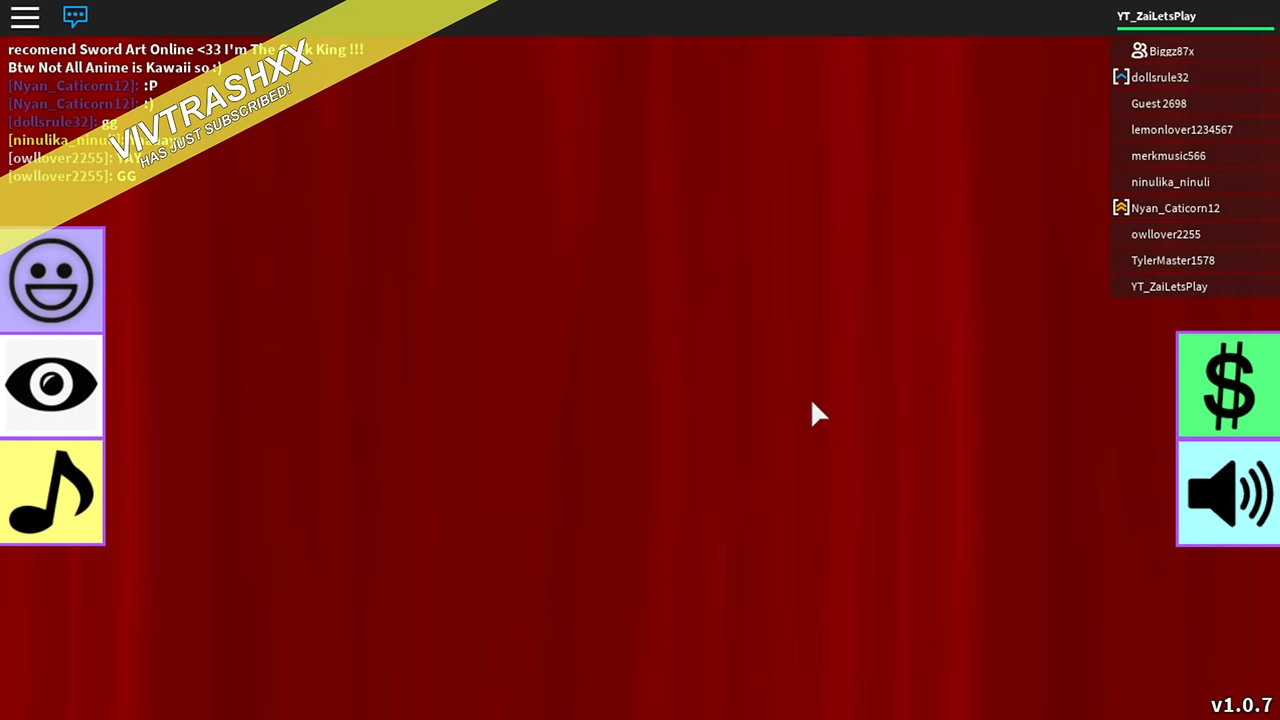 YT_ZaiLetsPlay
recomend Sword Art Online <33 I'm The King !!!
Btw Not All Anime is Kawaii so :)
[Nyan_Caticorn12]: :P
[Nyan_Caticorn12]: :)
[dollsrule32]: gg
[owllover2255]: YAY
[owllover2255]: GG
VIVTRASHXX
HAS JUST SUBSCRIBED!
Biggz87x
dollsrule32
Guest 2698
lemonlover1234567
merkmusic566
ninulika_ninuli
Nyan_Caticorn12
owllover2255
TylerMaster1578
YT_ZaiLetsPlay
$
v1.0.7